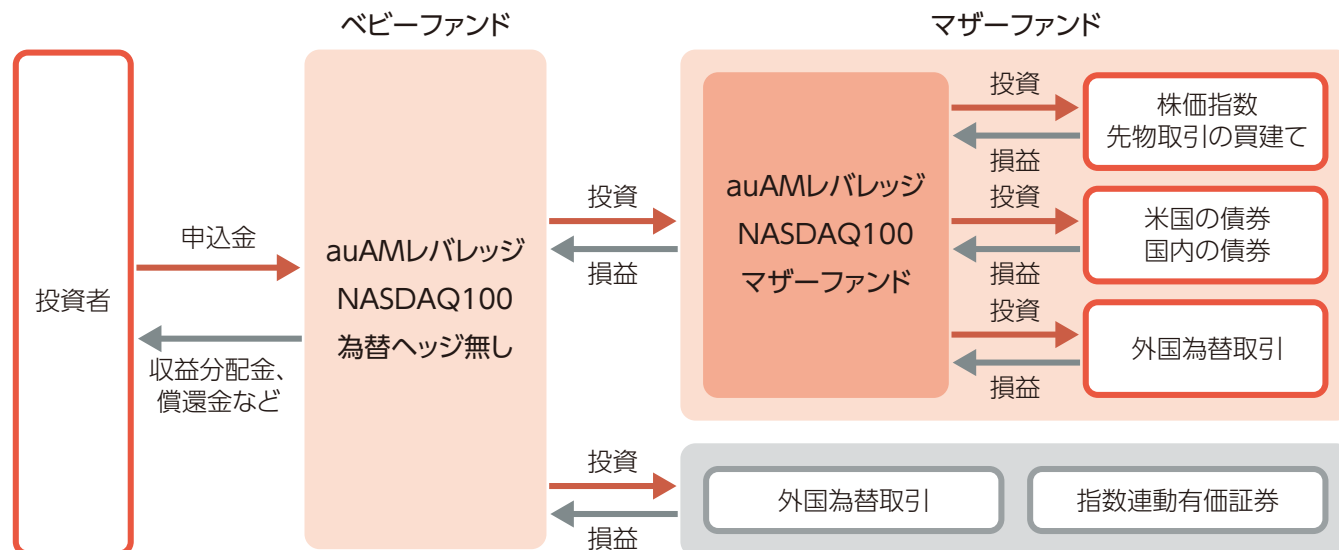 ベビーファンド
マザーファンド
投資者
申込金
収益分配金、
償還金など
auAMレバレッジ
NASDAQ100
為替ヘッジ無し
投資
損益
auAMレバレッジ
NASDAQ100
マザーファンド
投資
損益
株価指数
先物取引の買建て
投資
損益
米国の債券
国内の債券
投資
損益
外国為替取引
投資
損益
外国為替取引
指数連動有価証券